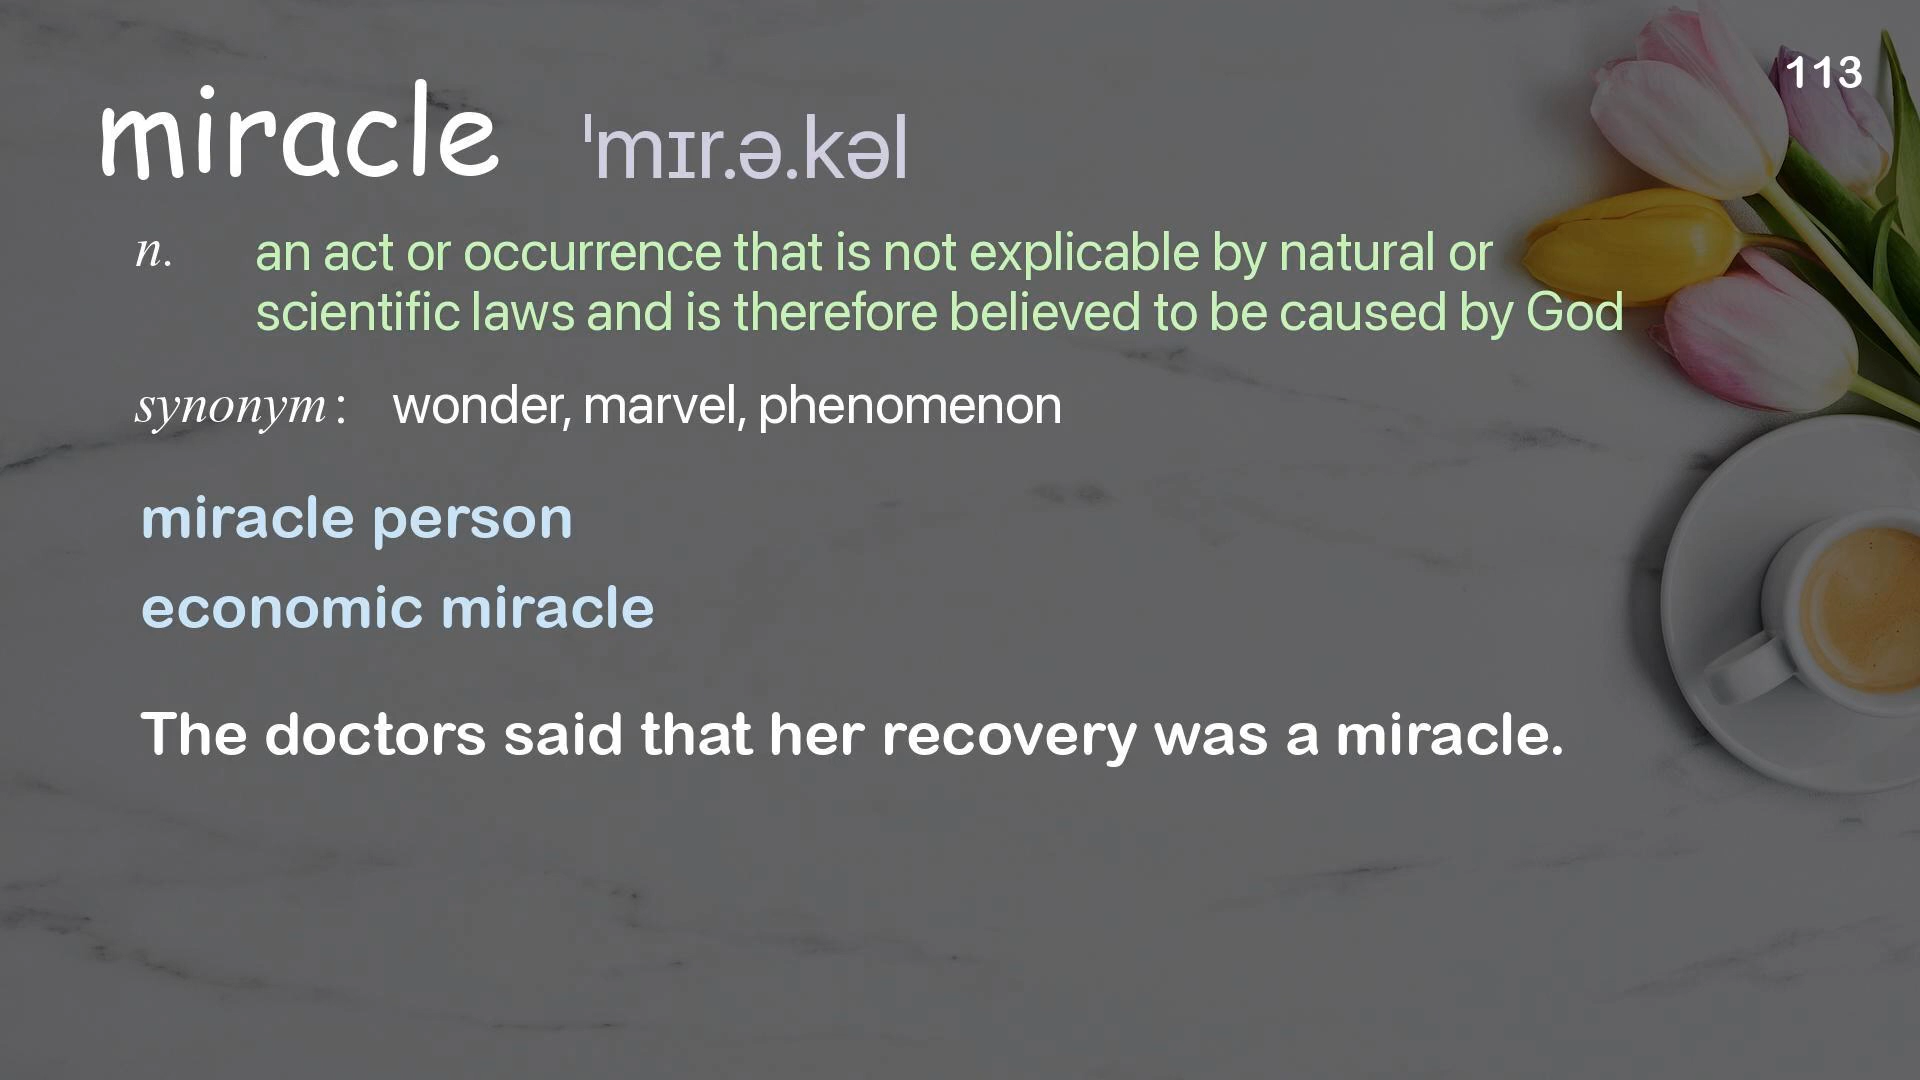 113
miracle ˈmɪr.ə.kəl
n. an act or occurrence that is not explicable by natural or
scientific laws and is therefore believed to be caused by God
synonym: wonder, marvel, phenomenon
miracle person
economic miracle
The doctors said that her recovery was a miracle.